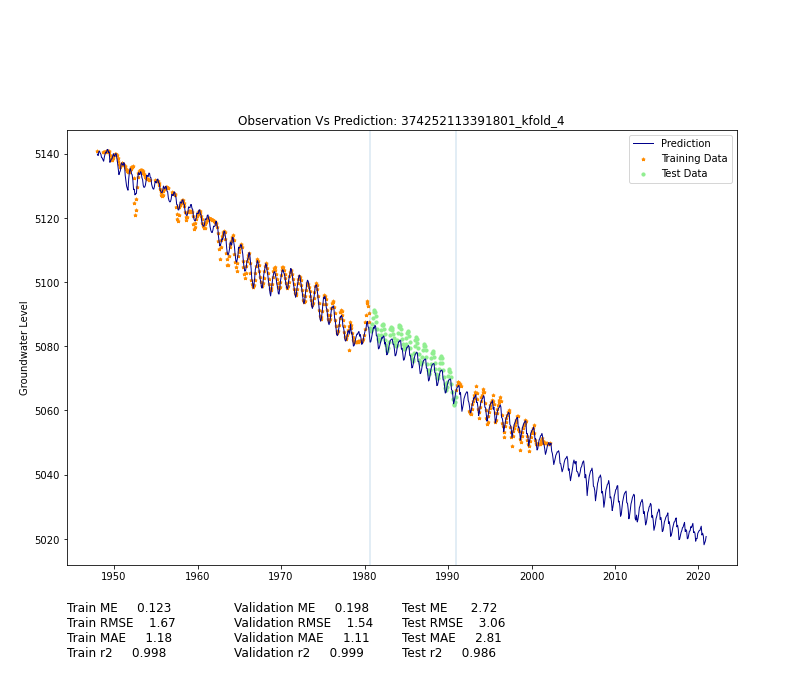 Observation Vs Prediction: 374252113391801_kfold_4
Prediction
Training Data
Test Data
Groundwater Level
5140
5120
5100
5080
5060
5040
5020
1950 1960 1970 1980 1990 2000 2010 2020
Train ME 0.123 Validation ME 0.198 Test ME 2.72
Train RMSE 1.67 Validation RMSE 1.54 Test RMSE 3.06
Train MAE 1.18 Validation MAE 1.11 Test MAE 2.81
Train r2 0.998 Validation r2 0.999 Test r2 0.986